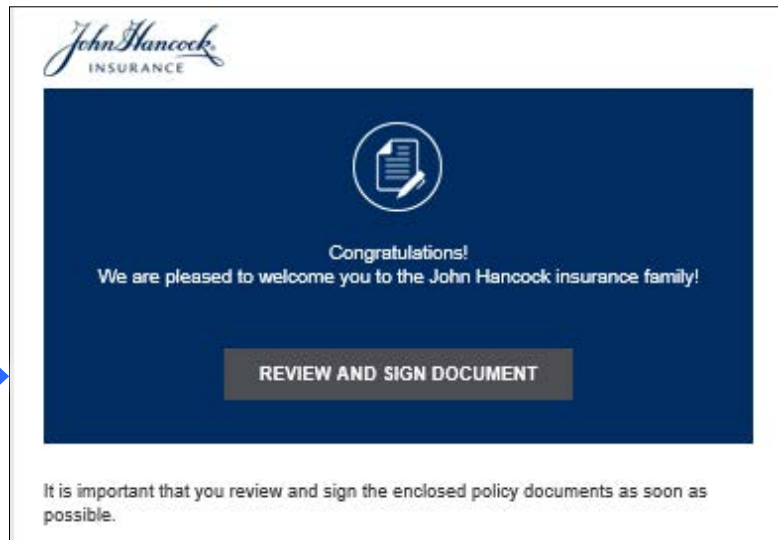 John Hancock.
INSURANCE
Congratulations!
We are pleased to welcome you to the John Hancock insurance family!
REVIEW AND SIGN DOCUMENT
It is important that you review and sign the enclosed policy documents as soon as
possible.